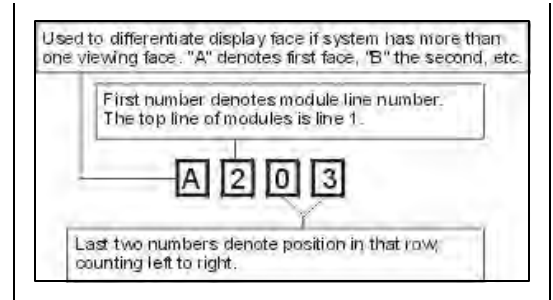 Used to differentiate display face if system has more than
one viewing face. "A" denotes first face, "B" the second, etc.
First number denotes module line number.
The top line of modules is line 1.
A 2 0 3
Last two numbers denote position in that row,
counting left to right.